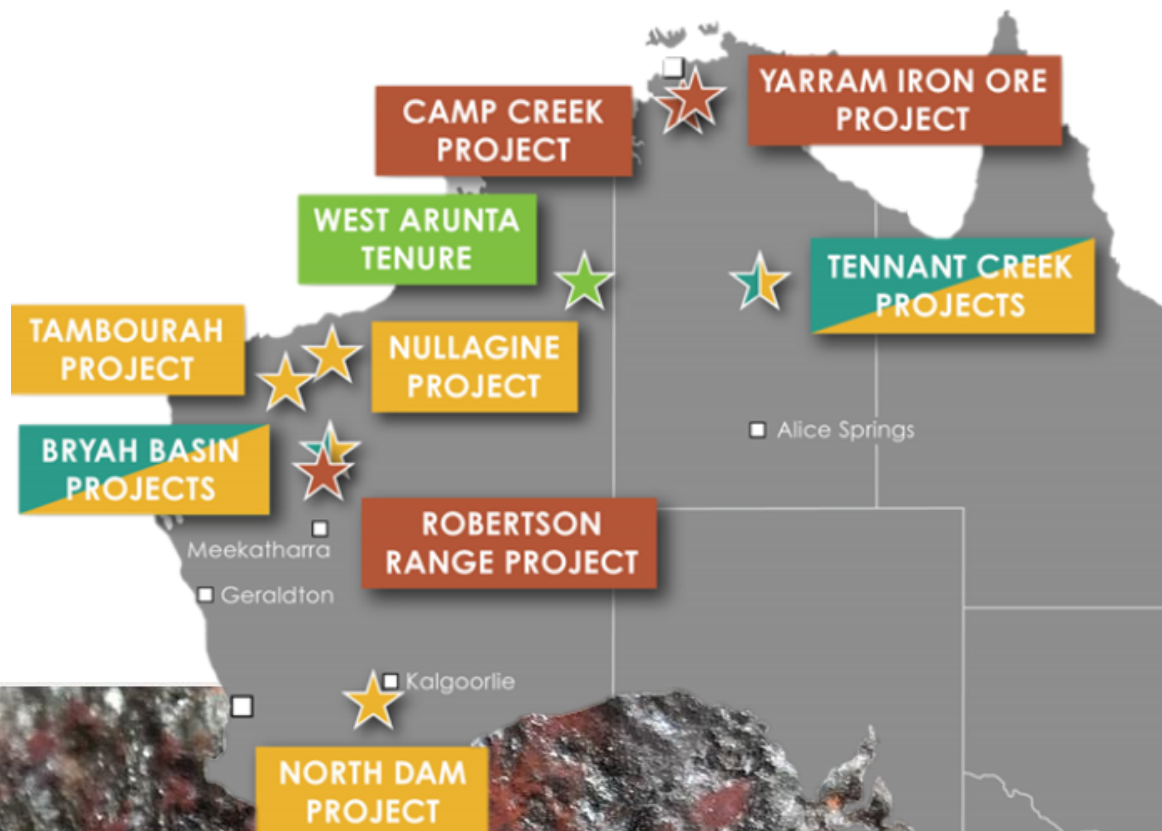 YARRAM IRON ORE
PROJECT
CAMP CREEK
PROJECT
WEST ARUNTA
TENURE
TENNANT CREEK
PROJECTS
TAMBOURAH
PROJECT
NULLAGINE
PROJECT
Alice Springs
BRYAH BASIN
PROJECTS
ROBERTSON
RANGE PROJECT
Meekatharra
Geraldton
Kalgoorlie
NORTH DAM
PROJECT